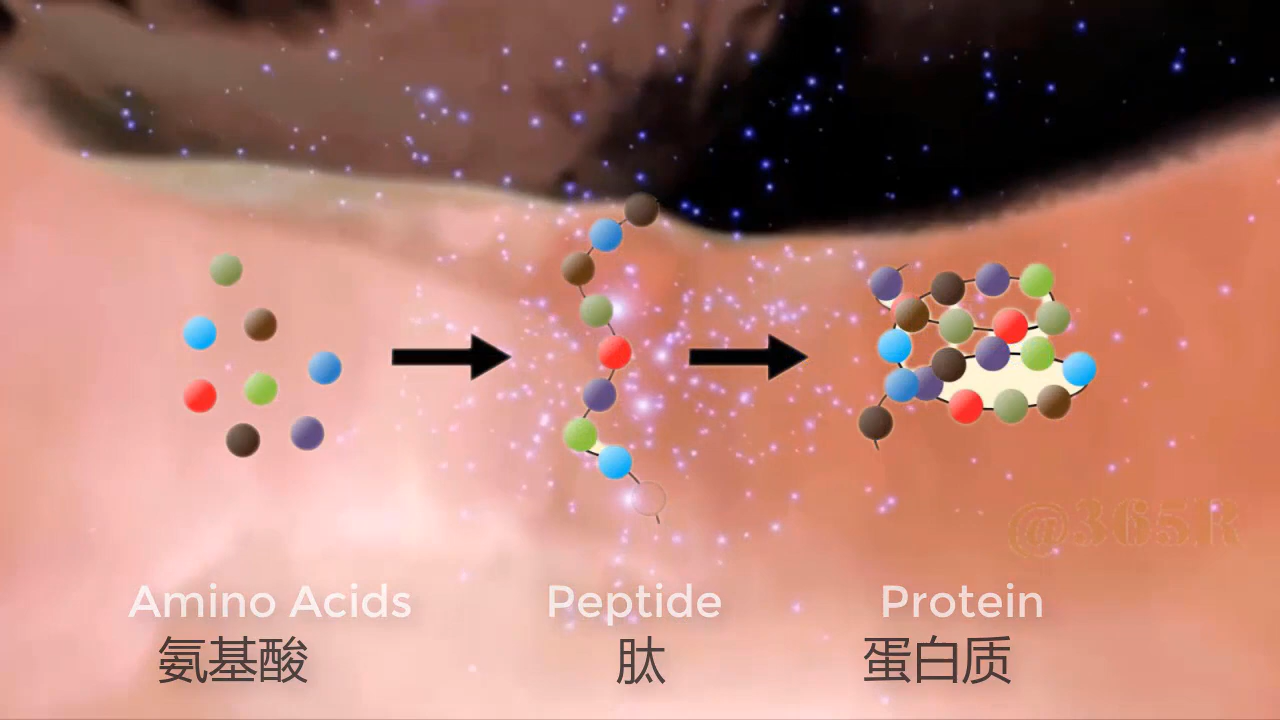 @365R
Amino Acids
Peptide
Protein
氨基酸
肽
蛋白质